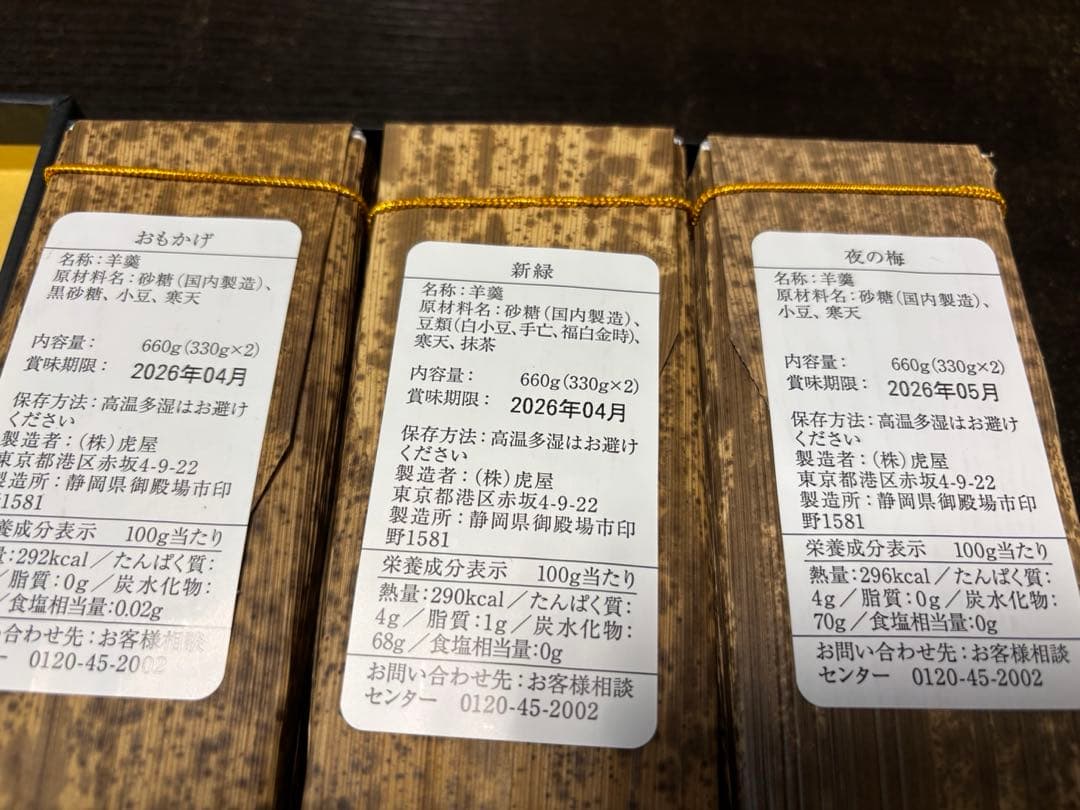 おもかげ
名称:羊羹
原材料名:砂糖(国内製造)、
黒砂糖、小豆、寒天
内容量: 660g(330g×2)
賞味期限: 2026年04月
保存方法:高温多湿はお避け
ください
製造者:(株)虎屋
東京都港区赤坂4-9-22
製造所:静岡県御殿場市印
野1581
養成分表示 100g当たり
量:292kcal/たんぱく質:
/脂質:0g/炭水化物:
/食塩相当量:0.02g
い合わせ先:お客様相談
ー 0120-45-2002
新緑
名称:羊羹
原材料名:砂糖(国内製造)、
豆類(白小豆、手亡、福白金時)、
寒天、抹茶
内容量: 660g(330g×2)
賞味期限: 2026年04月
保存方法:高温多湿はお避け
ください
製造者:(株)虎屋
東京都港区赤坂4-9-22
製造所:静岡県御殿場市印
野1581
栄養成分表示 100g当たり
熱量:290kcal/たんぱく質:
4g/脂質:1g/炭水化物:
68g/食塩相当量:0g
お問い合わせ先:お客様相談
センター 0120-45-2002
夜の梅
名称:羊羹
原材料名:砂糖(国内製造)、
小豆、寒天
内容量: 660g(330g×2)
賞味期限: 2026年05月
保存方法:高温多湿はお避け
ください
製造者:(株)虎屋
東京都港区赤坂4-9-22
製造所:静岡県御殿場市印
野1581
栄養成分表示 100g当たり
熱量:296kcal/たんぱく質:
4g/脂質:0g/炭水化物:
70g/食塩相当量:0g
お問い合わせ先:お客様相談
センター 0120-45-2002